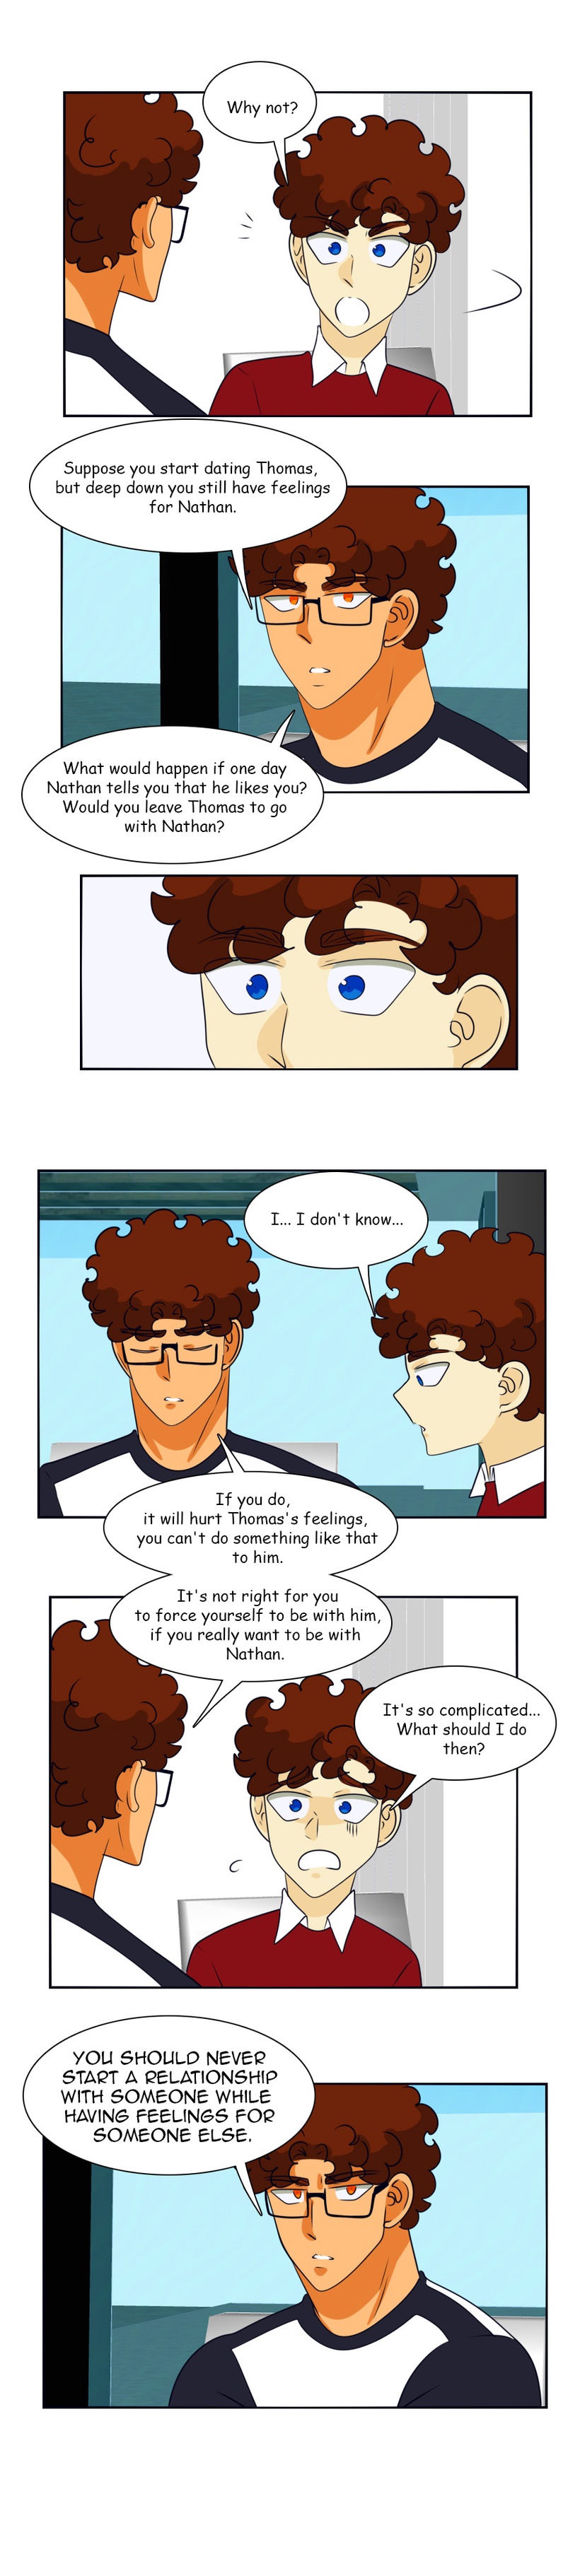 Why not?
Suppose you start dating Thomas,
but deep down you still have feelings
for Nathan.
What would happen if one day
Nathan tells you that he likes you?
Would you leave Thomas to go
with Nathan?
I... I don't know...
If you do,
it will hurt Thomas's feelings,
you can't do something like that
to him.
It's not right for you
to force yourself to be with him,
if you really want to be with
Nathan.
It's so complicated...
What should I do
then?
YOU SHOULD NEVER
START A RELATIONSHIP
WITH SOMEONE WHILE
HAVING FEELINGS FOR
SOMEONE ELSE.